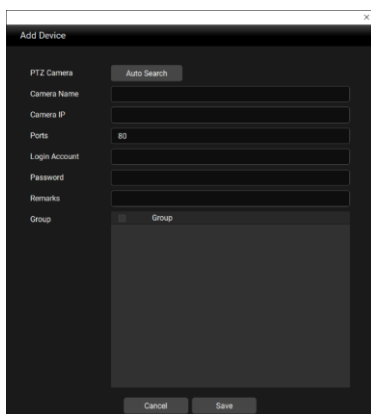 Add Device
PTZ Camera Auto Search
Camera Name
Camera IP
Ports 80
Login Account
Password
Remarks
Group Group
Cancel Save